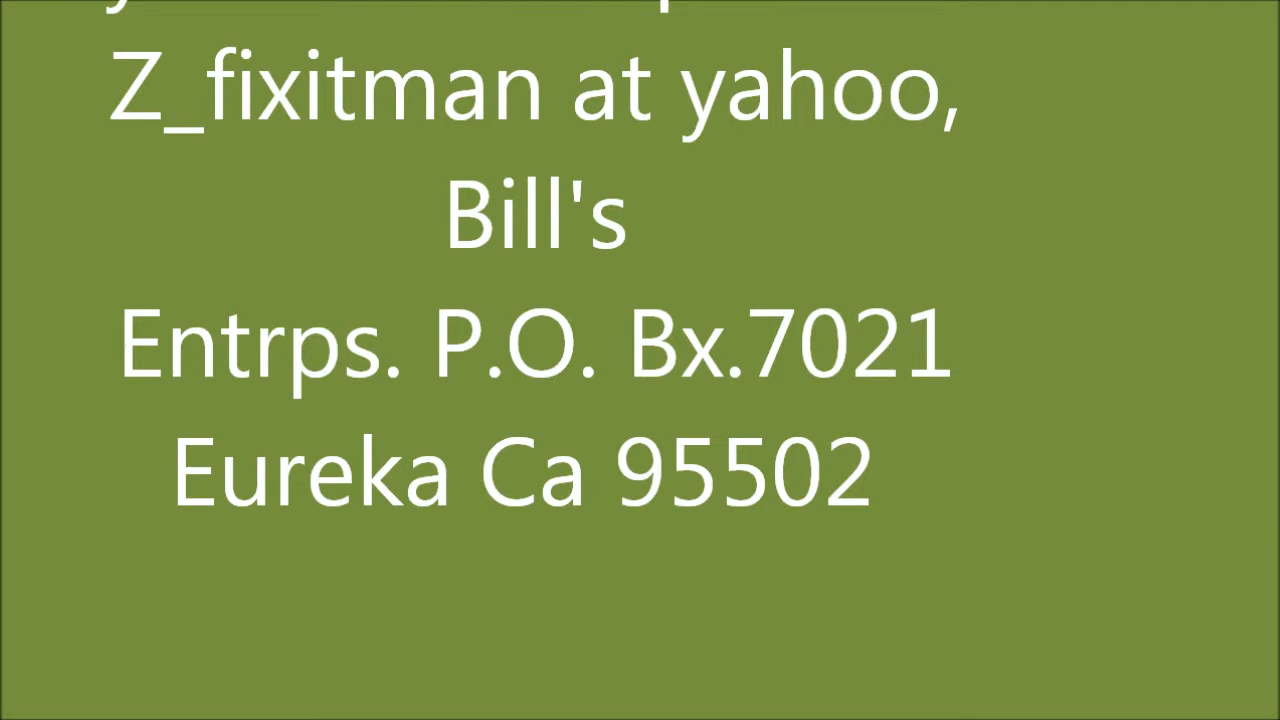 Z_fixitman at yahoo,
Bill's
Entrps. P.O. Bx.7021
Eureka Ca 95502